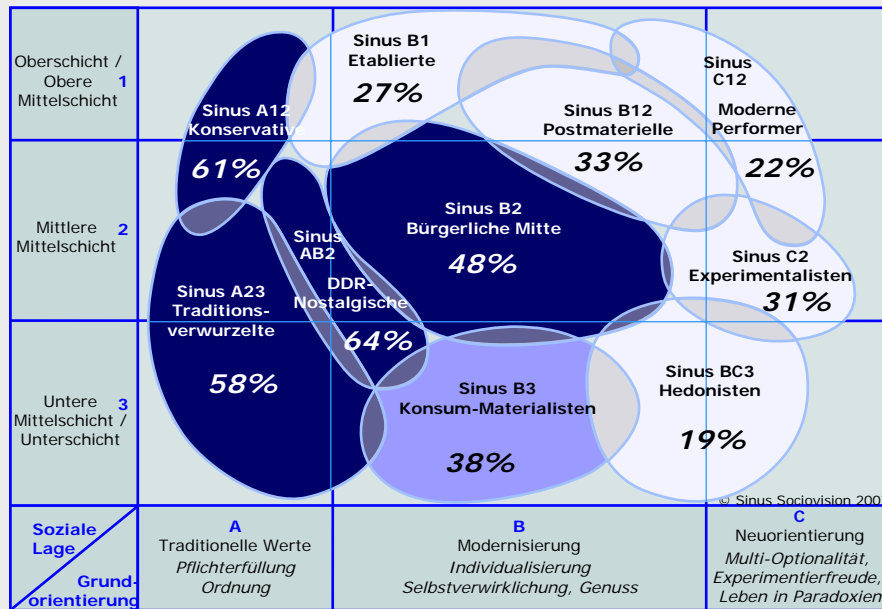 Oberschicht /
Obere 1
Mittelschicht
Mittlere 2
Mittelschicht
Untere 3
Mittelschicht /
Unterschicht
Soziale
Lage
Grund-
orientierung
Sinus A12
Konservative
61%
Sinus B1
Etablierte
27%
Sinus B12
Postmaterielle
33%
Sinus
C12
Moderne
Performer
22%
Sinus A23
Traditions-
verwurzelte
58%
Sinus
AB2
DDR-
Nostalgische
64%
Sinus B2
Bürgerliche Mitte
48%
Sinus C2
Experimentalisten
31%
Sinus B3
Konsum-Materialisten
38%
Sinus BC3
Hedonisten
19%
© Sinus Sociovision
A
Traditionelle Werte
Pflichterfüllung
Ordnung
B
Modernisierung
Individualisierung
Selbstverwirklichung, Genuss
C
Neuorientierung
Multi-Optionalität,
Experimentierfreude,
Leben in Paradoxien